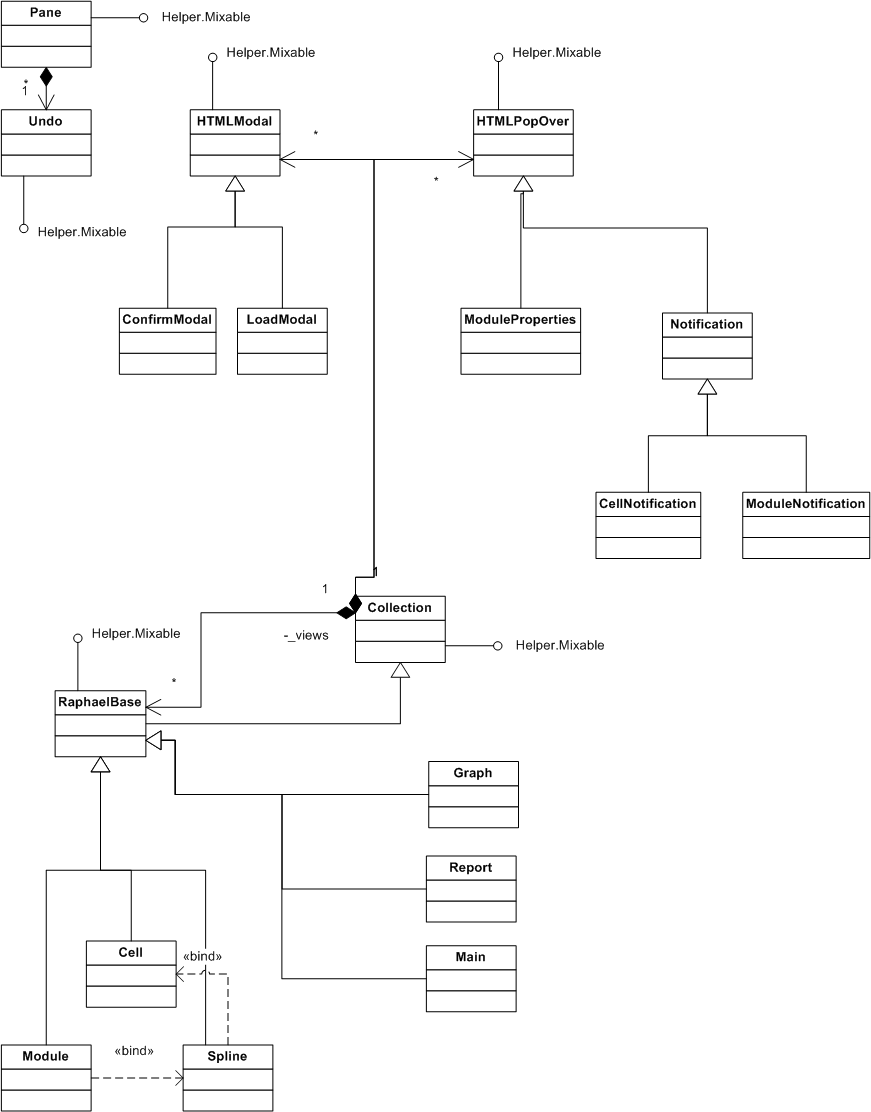 Pane
Helper.Mixable
*
1
Undo
Helper.Mixable
Helper.Mixable
HTMLModal
*
Helper.Mixable
HTMLPopOver
*
ConfirmModal
LoadModal
ModuleProperties
Notification
CellNotification
ModuleNotification
1
1
Collection
-_views
Helper.Mixable
Helper.Mixable
*
RaphaelBase
Graph
Report
Main
Cell
«bind»
Module
«bind»
Spline